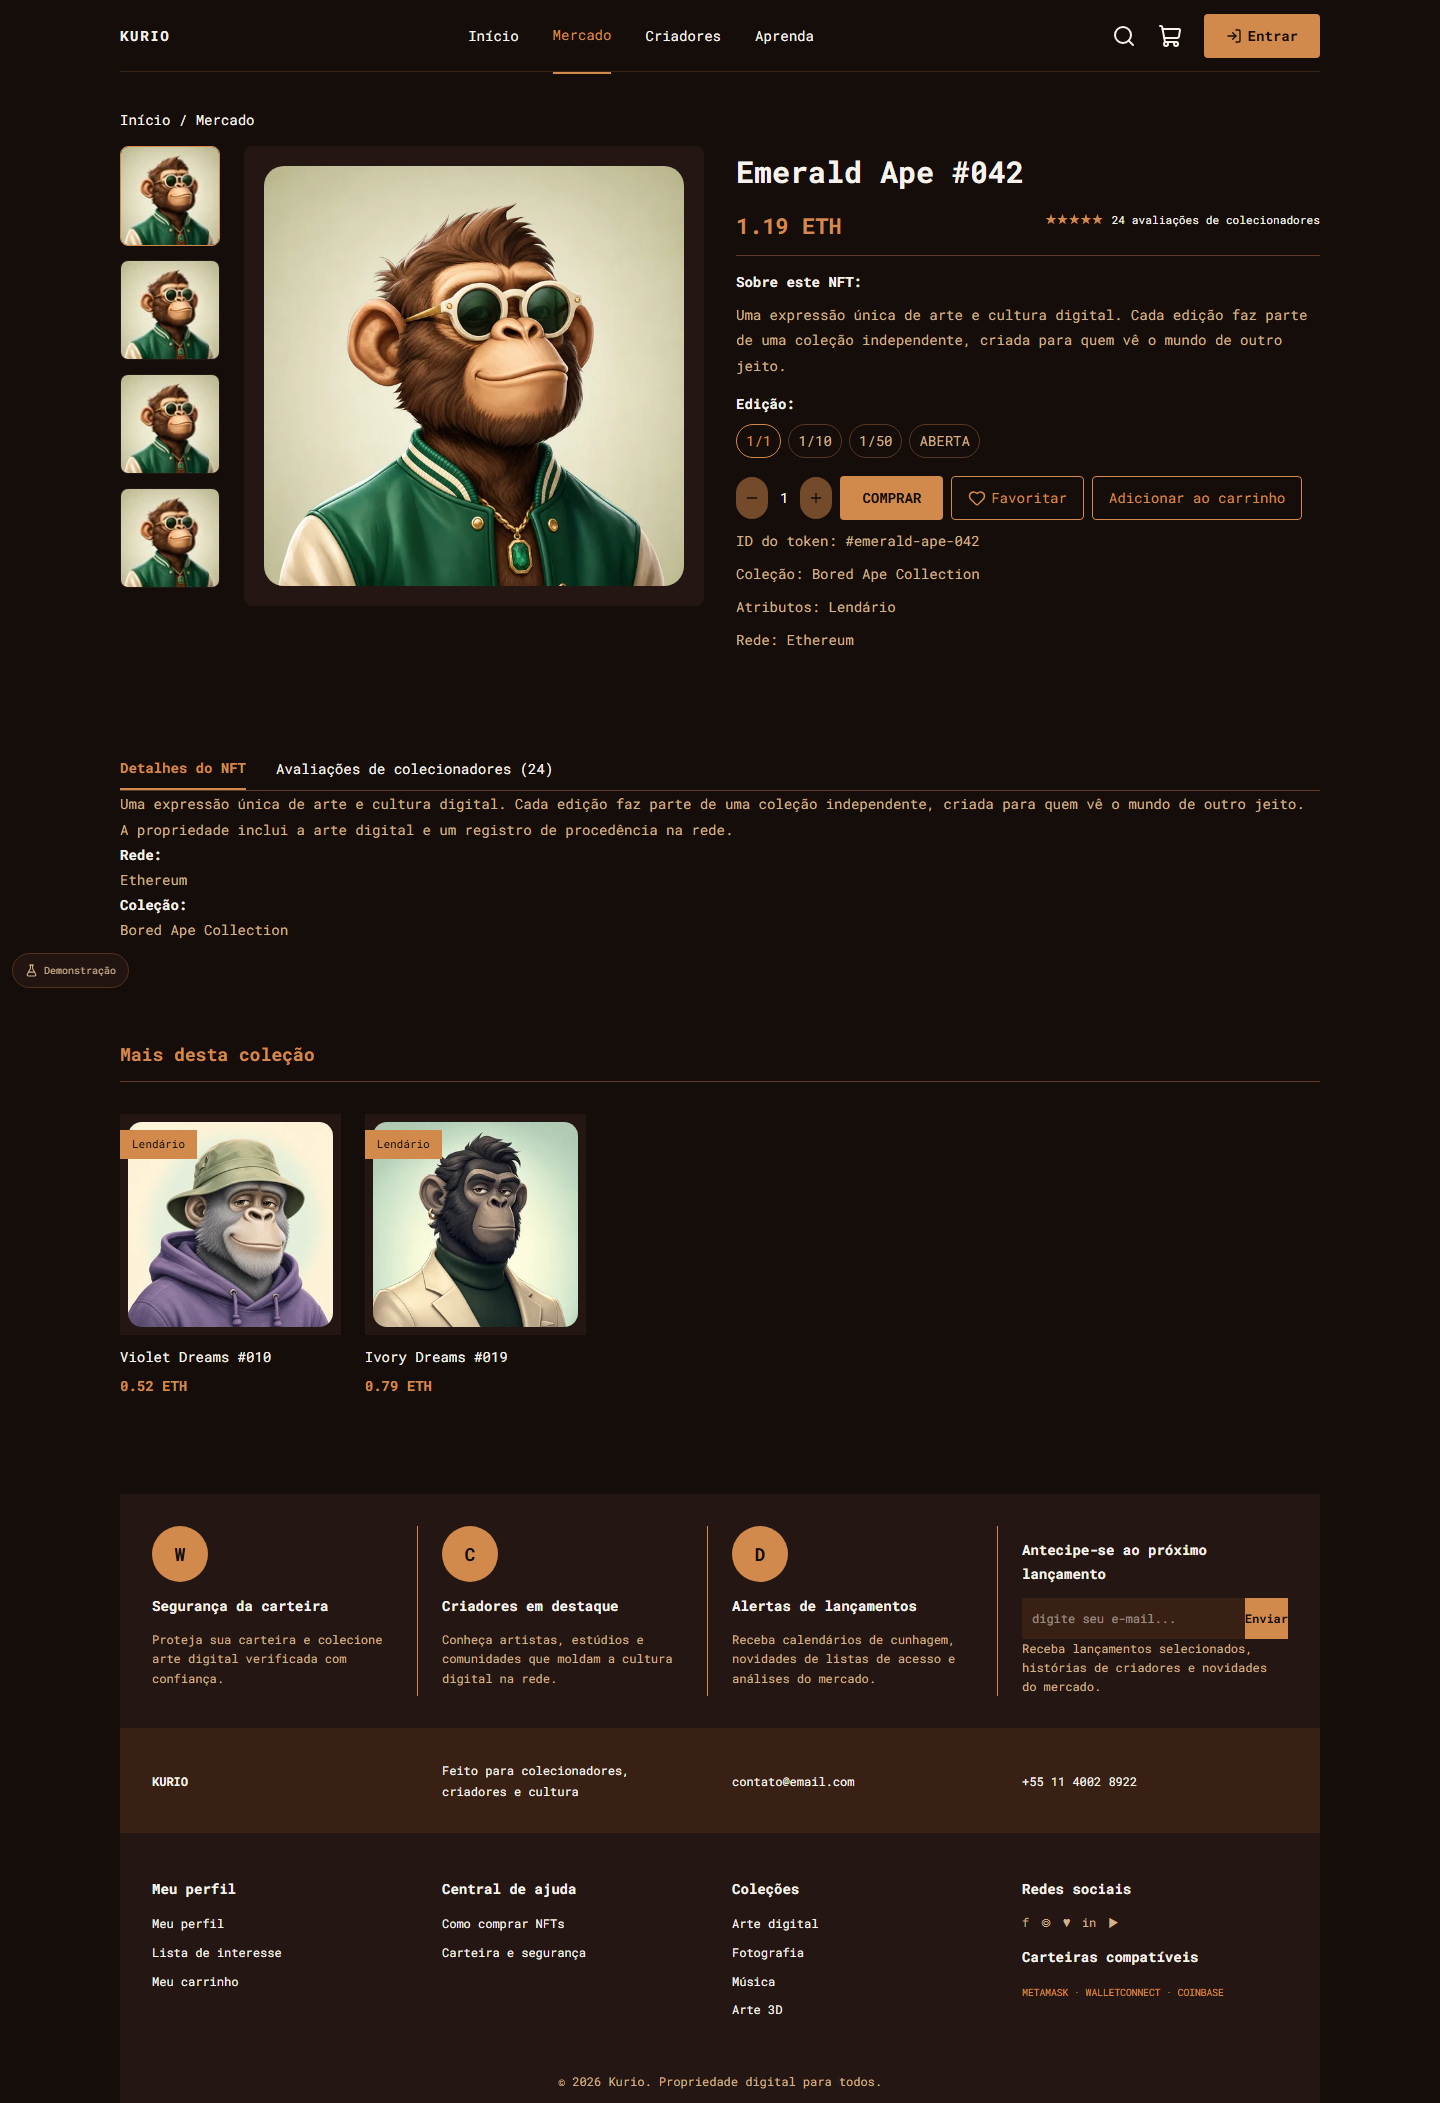 KURIO
Início
Mercado
Criadores
Aprenda
Entrar
Início / Mercado
Emerald Ape #042
1.19 ETH
★★★★★ 24 avaliações de colecionadores
Sobre este NFT:
Uma expressão única de arte e cultura digital. Cada edição faz parte
de uma coleção independente, criada para quem vê o mundo de outro
jeito.
Edição:
1/1
1/10
1/50
ABERTA
− 1 +
COMPRAR
Favoritar
Adicionar ao carrinho
ID do token: #emerald-ape-042
Coleção: Bored Ape Collection
Atributos: Lendário
Rede: Ethereum
Detalhes do NFT
Avaliações de colecionadores (24)
Uma expressão única de arte e cultura digital. Cada edição faz parte de uma coleção independente, criada para quem vê o mundo de outro jeito.
A propriedade inclui a arte digital e um registro de procedência na rede.
Rede:
Ethereum
Coleção:
Bored Ape Collection
Demonstração
Mais desta coleção
Lendário
Lendário
Violet Dreams #010
0.52 ETH
Ivory Dreams #019
0.79 ETH
W
Segurança da carteira
Proteja sua carteira e colecione
arte digital verificada com
confiança.
C
Criadores em destaque
Conheça artistas, estúdios e
comunidades que moldam a cultura
digital na rede.
D
Alertas de lançamentos
Receba calendários de cunhagem,
novidades de listas de acesso e
análises do mercado.
Antecipe-se ao próximo
lançamento
digite seu e-mail...
Enviar
Receba lançamentos selecionados,
histórias de criadores e novidades
do mercado.
KURIO
Feito para colecionadores,
criadores e cultura
contato@email.com
+55 11 4002 8922
Meu perfil
Meu perfil
Lista de interesse
Meu carrinho
Central de ajuda
Como comprar NFTs
Carteira e segurança
Coleções
Arte digital
Fotografia
Música
Arte 3D
Redes sociais
f ◎ ♥ in ▶
Carteiras compatíveis
METAMASK · WALLETCONNECT · COINBASE
© 2026 Kurio. Propriedade digital para todos.